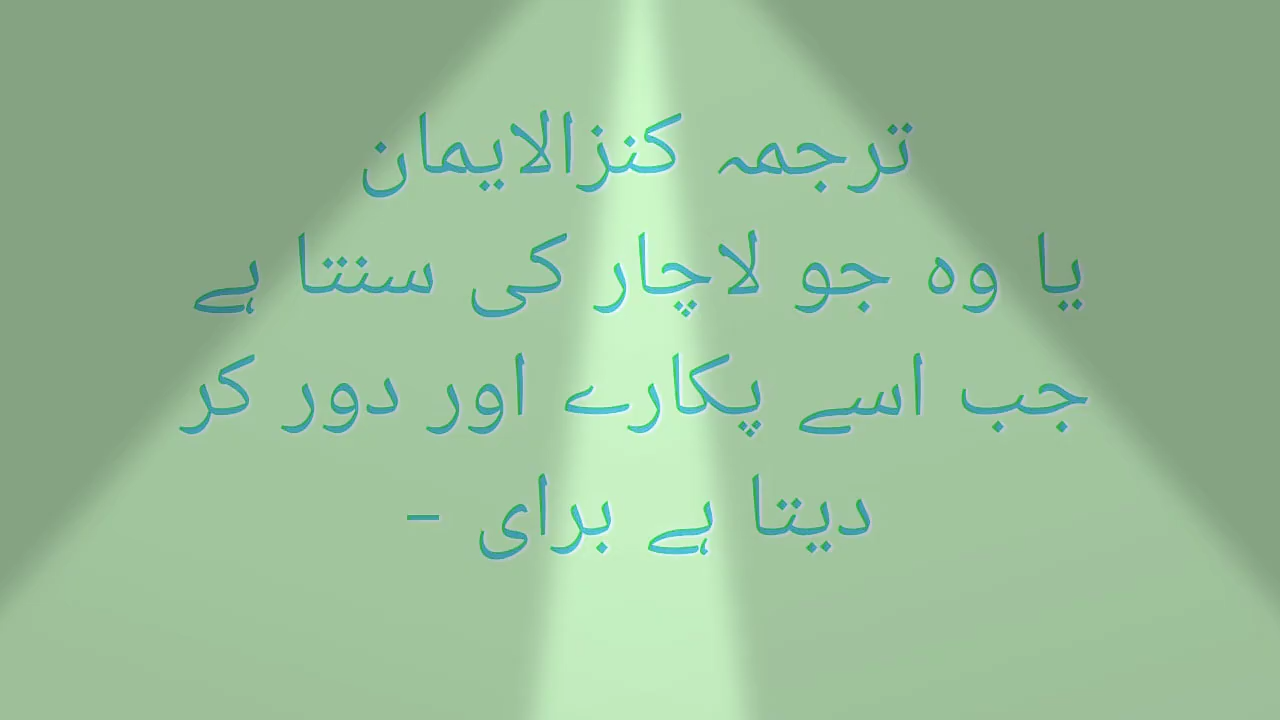 ترجمہ کنزالایمان
یا وہ جو لاچار کی سنتا ہے
جب اسے پکارے اور دور کر
دیتا ہے برای -